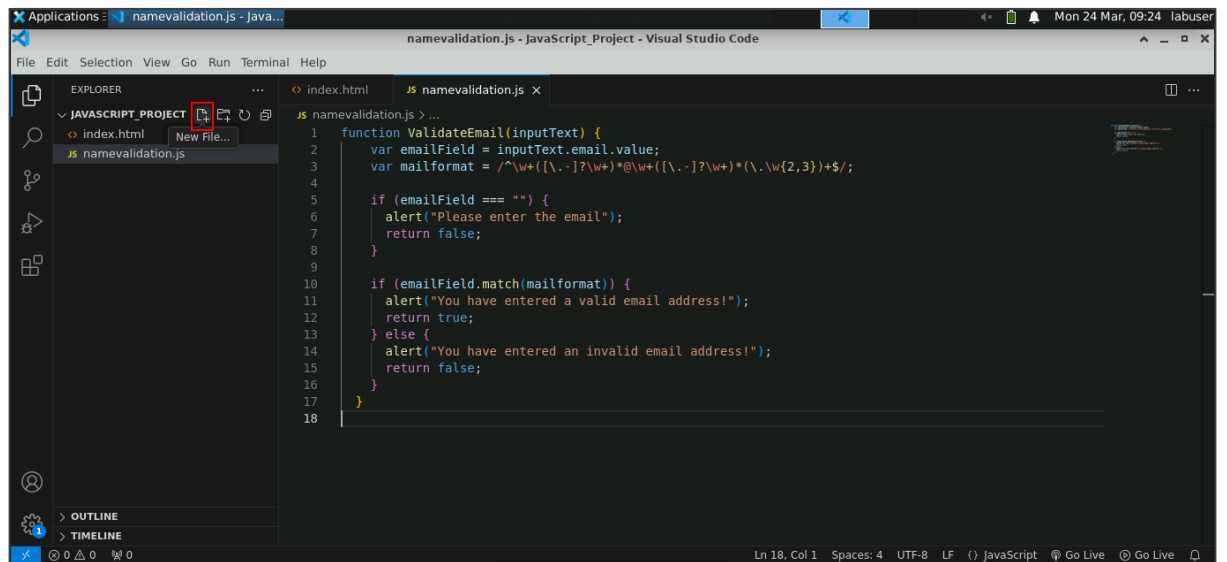 Applications namevalidation.js - Java... Mon 24 Mar, 09:24 labuser
namevalidation.js - JavaScript_Project - Visual Studio Code
File Edit Selection View Go Run Terminal Help
EXPLORER ... index.html JS namevalidation.js
JAVASCRIPT_PROJECT JS namevalidation.js > ...
index.html
New File...
JS namevalidation.js
1 function ValidateEmail(inputText) {
2 var emailField = inputText.email.value;
3 var mailformat = /^\w+([\.-]?\w+)*@\w+([\.-]?\w+)*(\.\w{2,3})+$/;
4
5 if (emailField === "") {
6 alert("Please enter the email");
7 return false;
8 }
9
10 if (emailField.match(mailformat)) {
11 alert("You have entered a valid email address!");
12 return true;
13 } else {
14 alert("You have entered an invalid email address!");
15 return false;
16 }
17 }
18
OUTLINE
1
TIMELINE
0 0 0 Ln 18, Col 1 Spaces: 4 UTF-8 LF {} JavaScript Go Live Go Live